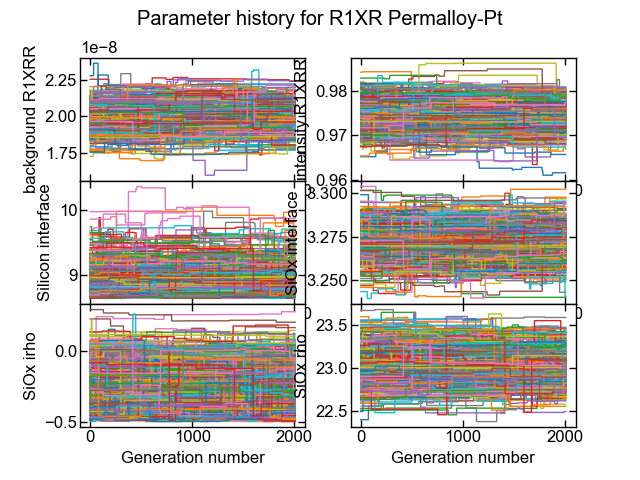 Parameter history for R1XR Permalloy-Pt
1e−8
background R1XRR
2.25
2.00
1.75
intensity R1XRR
0.98
0.97
0.96
Silicon interface
10
9
SiOx interface
3.300
3.275
3.250
SiOx irho
0.0
−0.5
0
1000
2000
Generation number
SiOx rho
23.5
23.0
22.5
0
1000
2000
Generation number